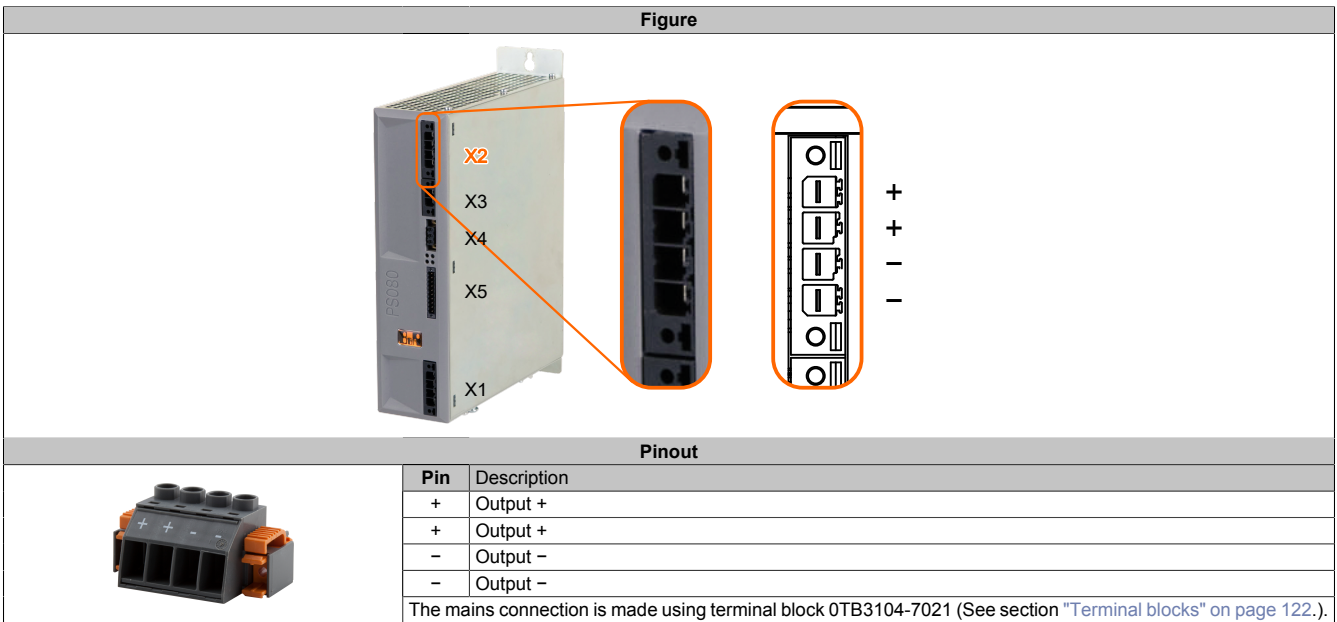 Figure
X2
X3
X4
X5
PS080
X1
+
+
−
−
Pinout
+ + - -
Pin Description
+ Output +
+ Output +
− Output −
− Output −
The mains connection is made using terminal block 0TB3104-7021 (See section "Terminal blocks" on page 122.).